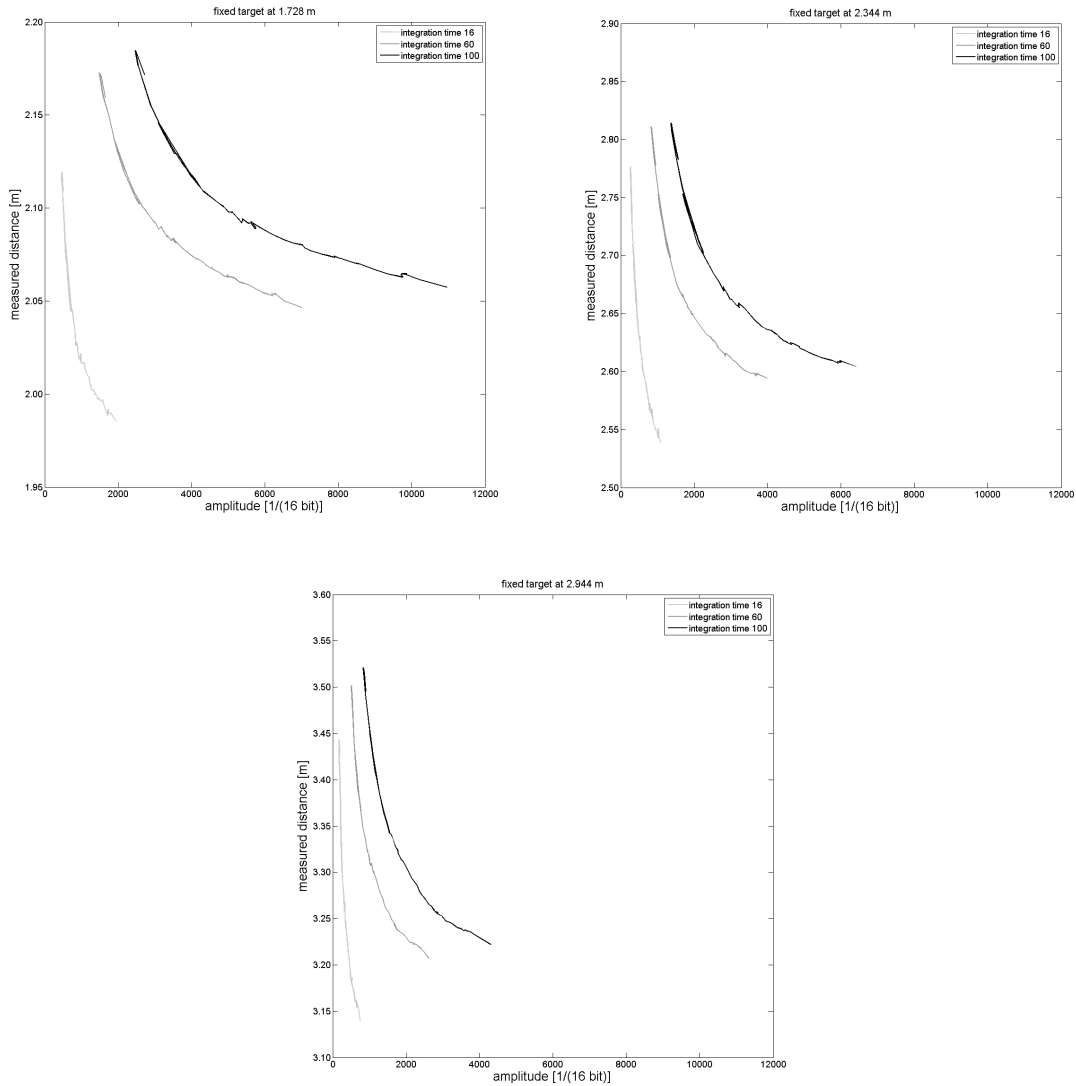 fixed target at 1.728 m
integration time 16
integration time 60
integration time 100
2.20
2.15
2.10
2.05
2.00
1.95
measured distance [m]
0 2000 4000 6000 8000 10000 12000
amplitude [1/(16 bit)]
fixed target at 2.344 m
integration time 16
integration time 60
integration time 100
2.90
2.85
2.80
2.75
2.70
2.65
2.60
2.55
2.50
measured distance [m]
0 2000 4000 6000 8000 10000 12000
amplitude [1/(16 bit)]
fixed target at 2.944 m
integration time 16
integration time 60
integration time 100
3.60
3.55
3.50
3.45
3.40
3.35
3.30
3.25
3.20
3.15
3.10
measured distance [m]
0 2000 4000 6000 8000 10000 12000
amplitude [1/(16 bit)]